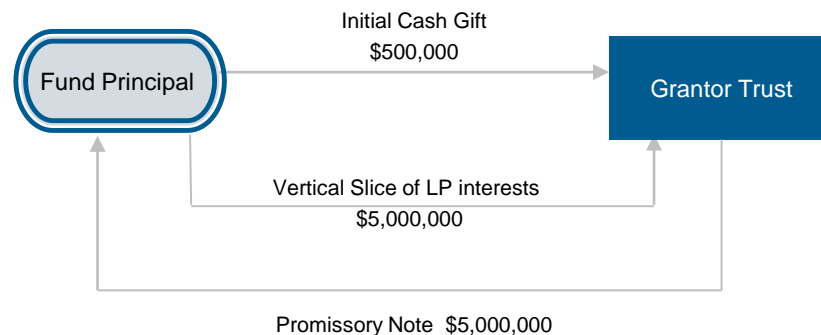 Initial Cash Gift
$500,000
Fund Principal
Grantor Trust
Vertical Slice of LP interests
$5,000,000
Promissory Note $5,000,000